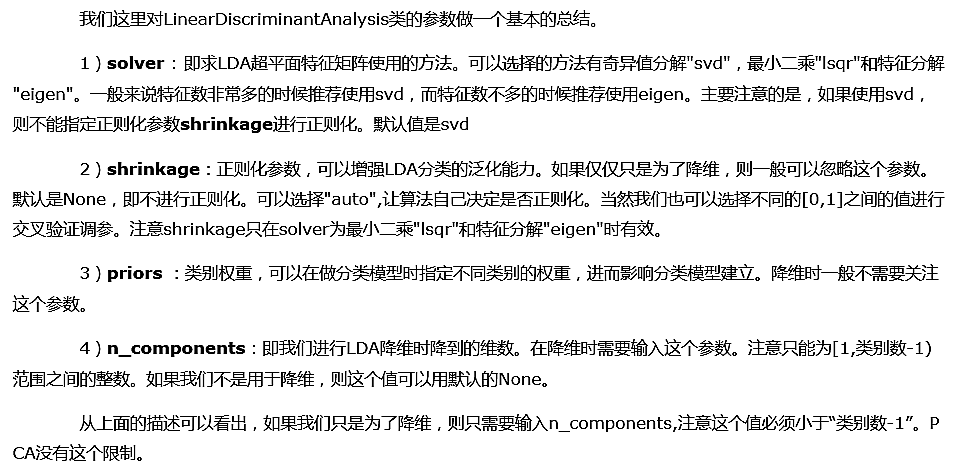 我们这里对LinearDiscriminantAnalysis类的参数做一个基本的总结。
1）solver : 即求LDA超平面特征矩阵使用的方法。可以选择的方法有奇异值分解"svd"，最小二乘"lsqr"和特征分解
"eigen"。一般来说特征数非常多的时候推荐使用svd，而特征数不多的时候推荐使用eigen。主要注意的是，如果使用svd，
则不能指定正则化参数shrinkage进行正则化。默认值是svd
2）shrinkage：正则化参数，可以增强LDA分类的泛化能力。如果仅仅只是为了降维，则一般可以忽略这个参数。
默认是None，即不进行正则化。可以选择"auto",让算法自己决定是否正则化。当然我们也可以选择不同的[0,1]之间的值进行
交叉验证调参。注意shrinkage只在solver为最小二乘"lsqr"和特征分解"eigen"时有效。
3）priors ：类别权重，可以在做分类模型时指定不同类别的权重，进而影响分类模型建立。降维时一般不需要关注
这个参数。
4）n_components：即我们进行LDA降维时降到的维数。在降维时需要输入这个参数。注意只能为[1,类别数-1)
范围之间的整数。如果我们不是用于降维，则这个值可以用默认的None。
从上面的描述可以看出，如果我们只是为了降维，则只需要输入n_components,注意这个值必须小于“类别数-1”。P
CA没有这个限制。